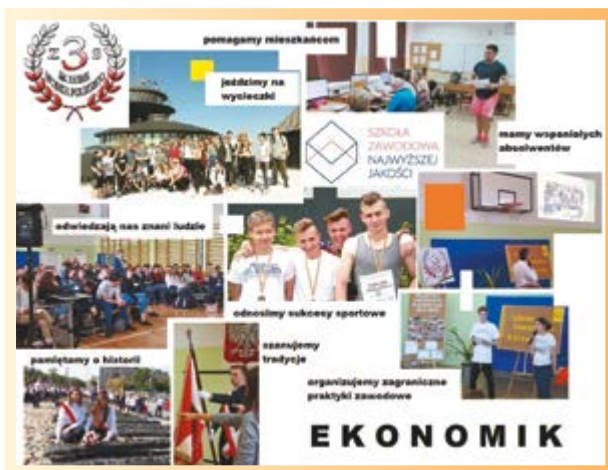 Z 3 S
pomagamy mieszkańcom
jeździmy na
wycieczki
SZKOŁA
ZAWODOWA
NAJWYŻSZEJ
JAKOŚCI
mamy wspaniałych
absolwentów
odwiedzają nas znani ludzie
odnosimy sukcesy sportowe
pamiętamy o historii
szanujemy
tradycje
organizujemy zagraniczne
praktyki zawodowe
EKONOMIK